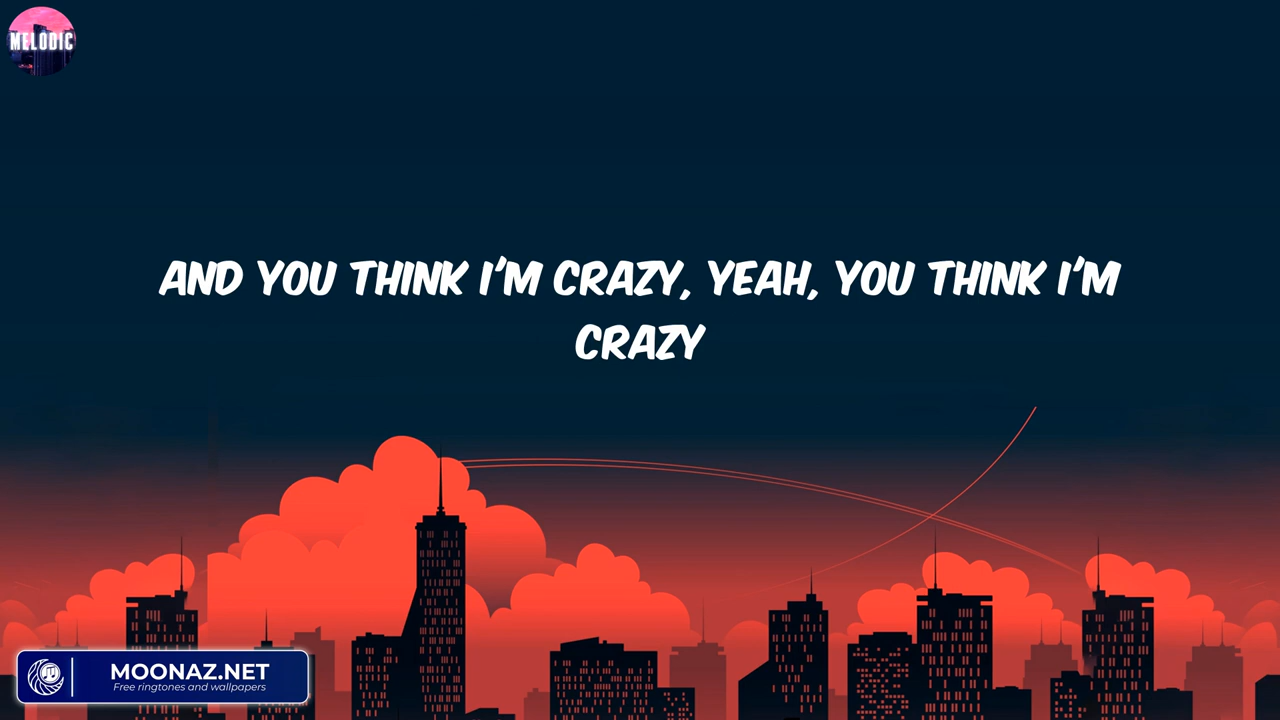 MELODIC
AND YOU THINK I'M CRAZY, YEAH, YOU THINK I'M
CRAZY
MOONAZ.NET
Free ringtones and wallpapers